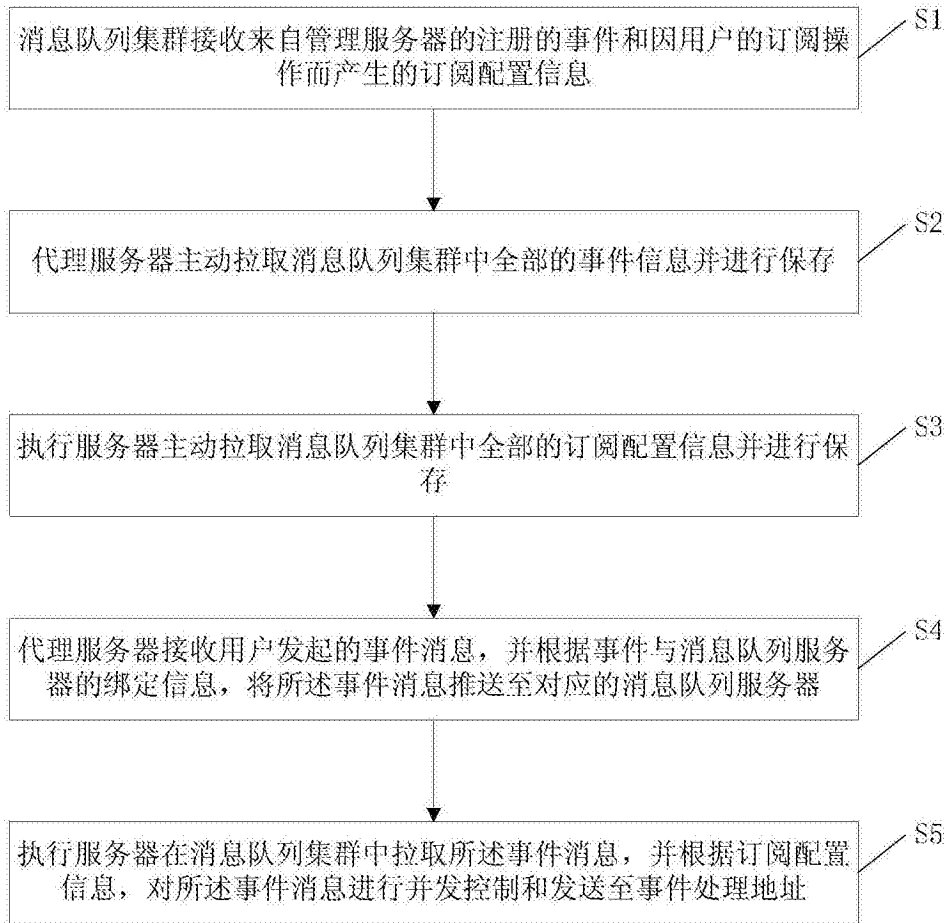 消息队列集群接收来自管理服务器的注册的事件和因用户的订阅操
作而产生的订阅配置信息
S1
代理服务器主动拉取消息队列集群中全部的事件信息并进行保存
S2
执行服务器主动拉取消息队列集群中全部的订阅配置信息并进行保
存
S3
代理服务器接收用户发起的事件消息，并根据事件与消息队列服务
器的绑定信息，将所述事件消息推送至对应的消息队列服务器
S4
执行服务器在消息队列集群中拉取所述事件消息，并根据订阅配置
信息，对所述事件消息进行并发控制和发送至事件处理地址
S5